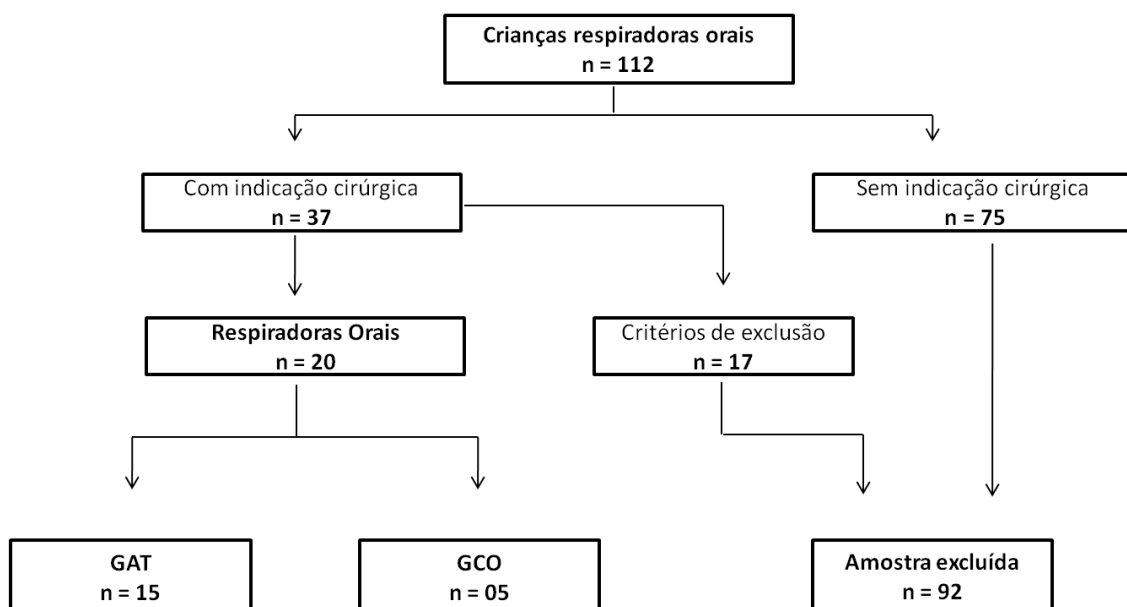 Crianças respiradoras orais
n = 112
Com indicação cirúrgica
n = 37
Sem indicação cirúrgica
n = 75
Respiradoras Orais
n = 20
Critérios de exclusão
n = 17
GAT
n = 15
GCO
n = 05
Amostra excluída
n = 92